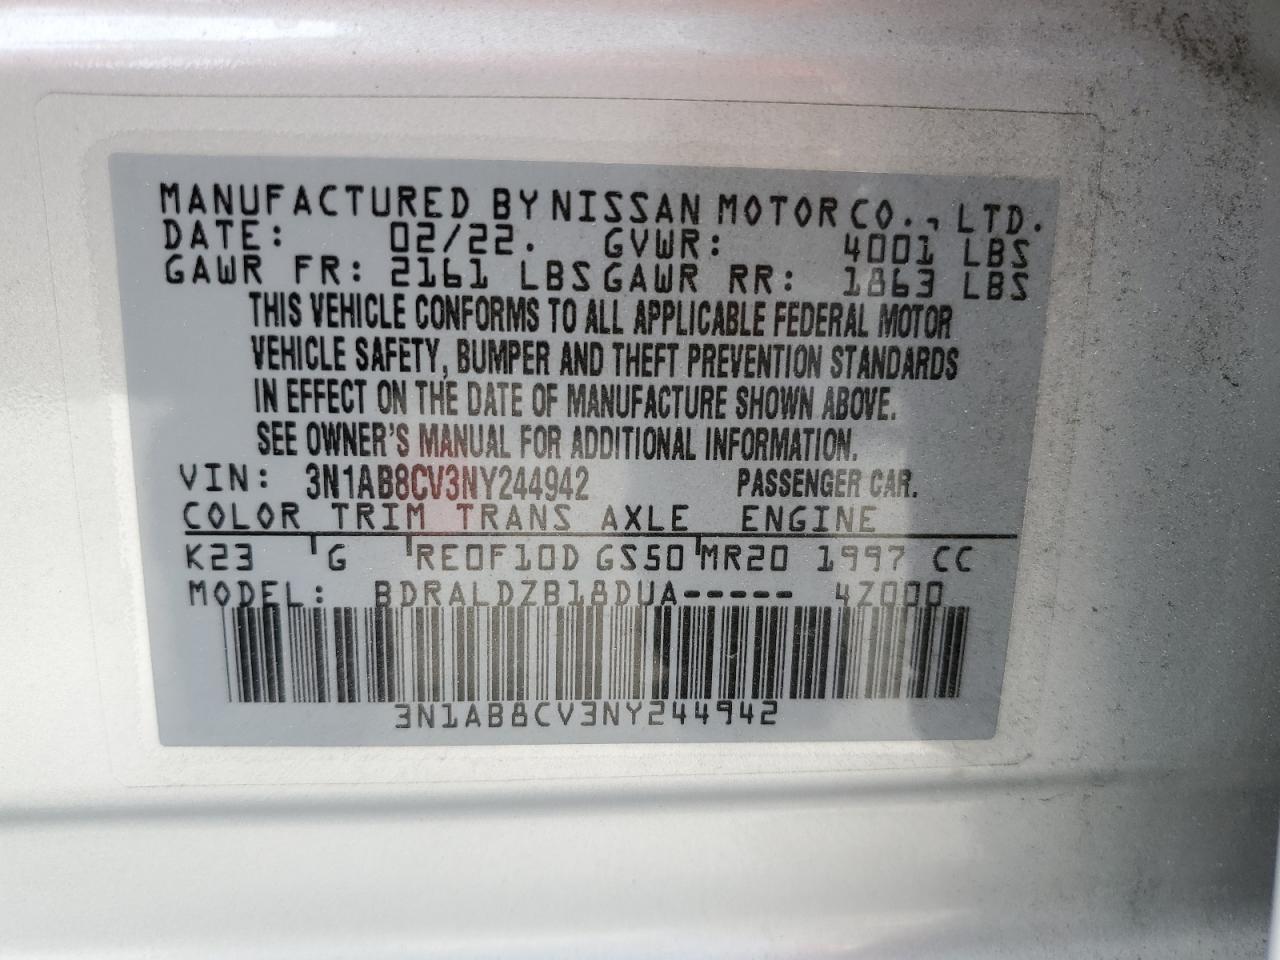 MANUFACTURED BY NISSAN MOTOR CO., LTD.
DATE: 02/22. GVWR: 4001 LBS
GAWR FR: 2161 LBS GAWR RR: 1863 LBS
THIS VEHICLE CONFORMS TO ALL APPLICABLE FEDERAL MOTOR
VEHICLE SAFETY, BUMPER AND THEFT PREVENTION STANDARDS
IN EFFECT ON THE DATE OF MANUFACTURE SHOWN ABOVE.
SEE OWNER'S MANUAL FOR ADDITIONAL INFORMATION.
VIN: 3N1AB8CV3NY244942 PASSENGER CAR.
COLOR TRIM TRANS AXLE ENGINE
K23 G RE0F10D GS50 MR20 1997 CC
MODEL: BDRALDZB18DUA----- 4Z000
3N1AB8CV3NY244942